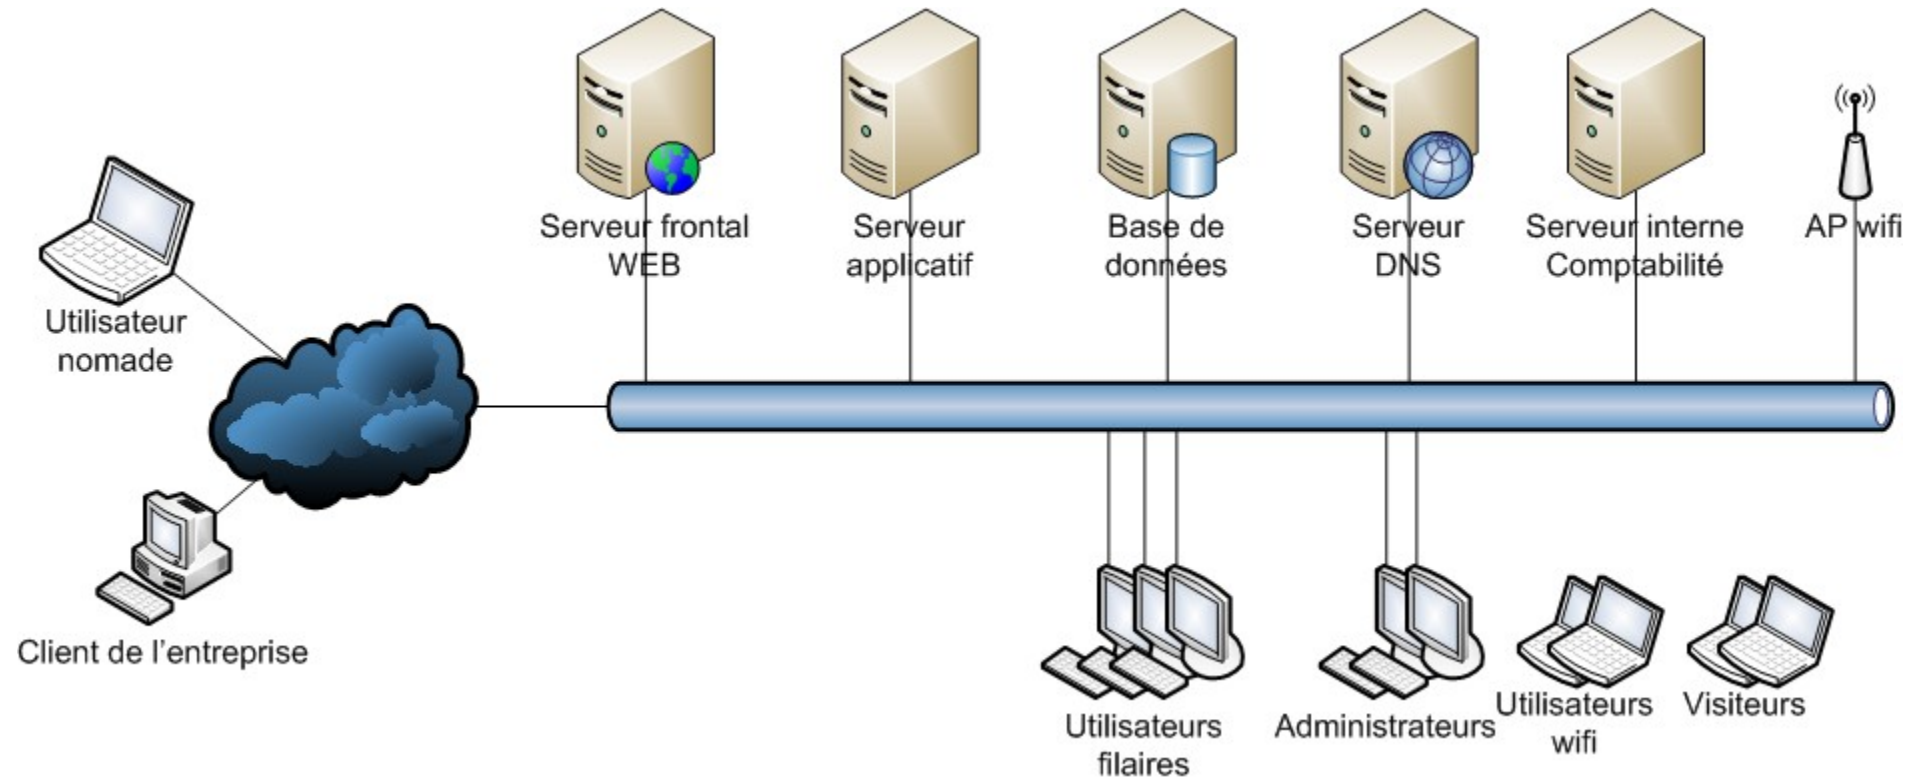 Serveur frontal
WEB
Serveur
applicatif
Base de
données
Serveur
DNS
Serveur interne
Comptabilité
AP wifi
Utilisateur
nomade
Client de l'entreprise
Utilisateurs
filaires
Administrateurs
Utilisateurs
wifi
Visiteurs